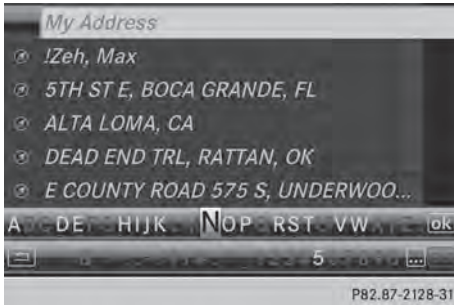 My Address
!Zeh, Max
5TH ST E, BOCA GRANDE, FL
ALTA LOMA, CA
DEAD END TRL, RATTAN, OK
E COUNTY ROAD 575 S, UNDERWOO...
A DE HIJK NOP RST VW ok
5 ...
P82.87-2128-31